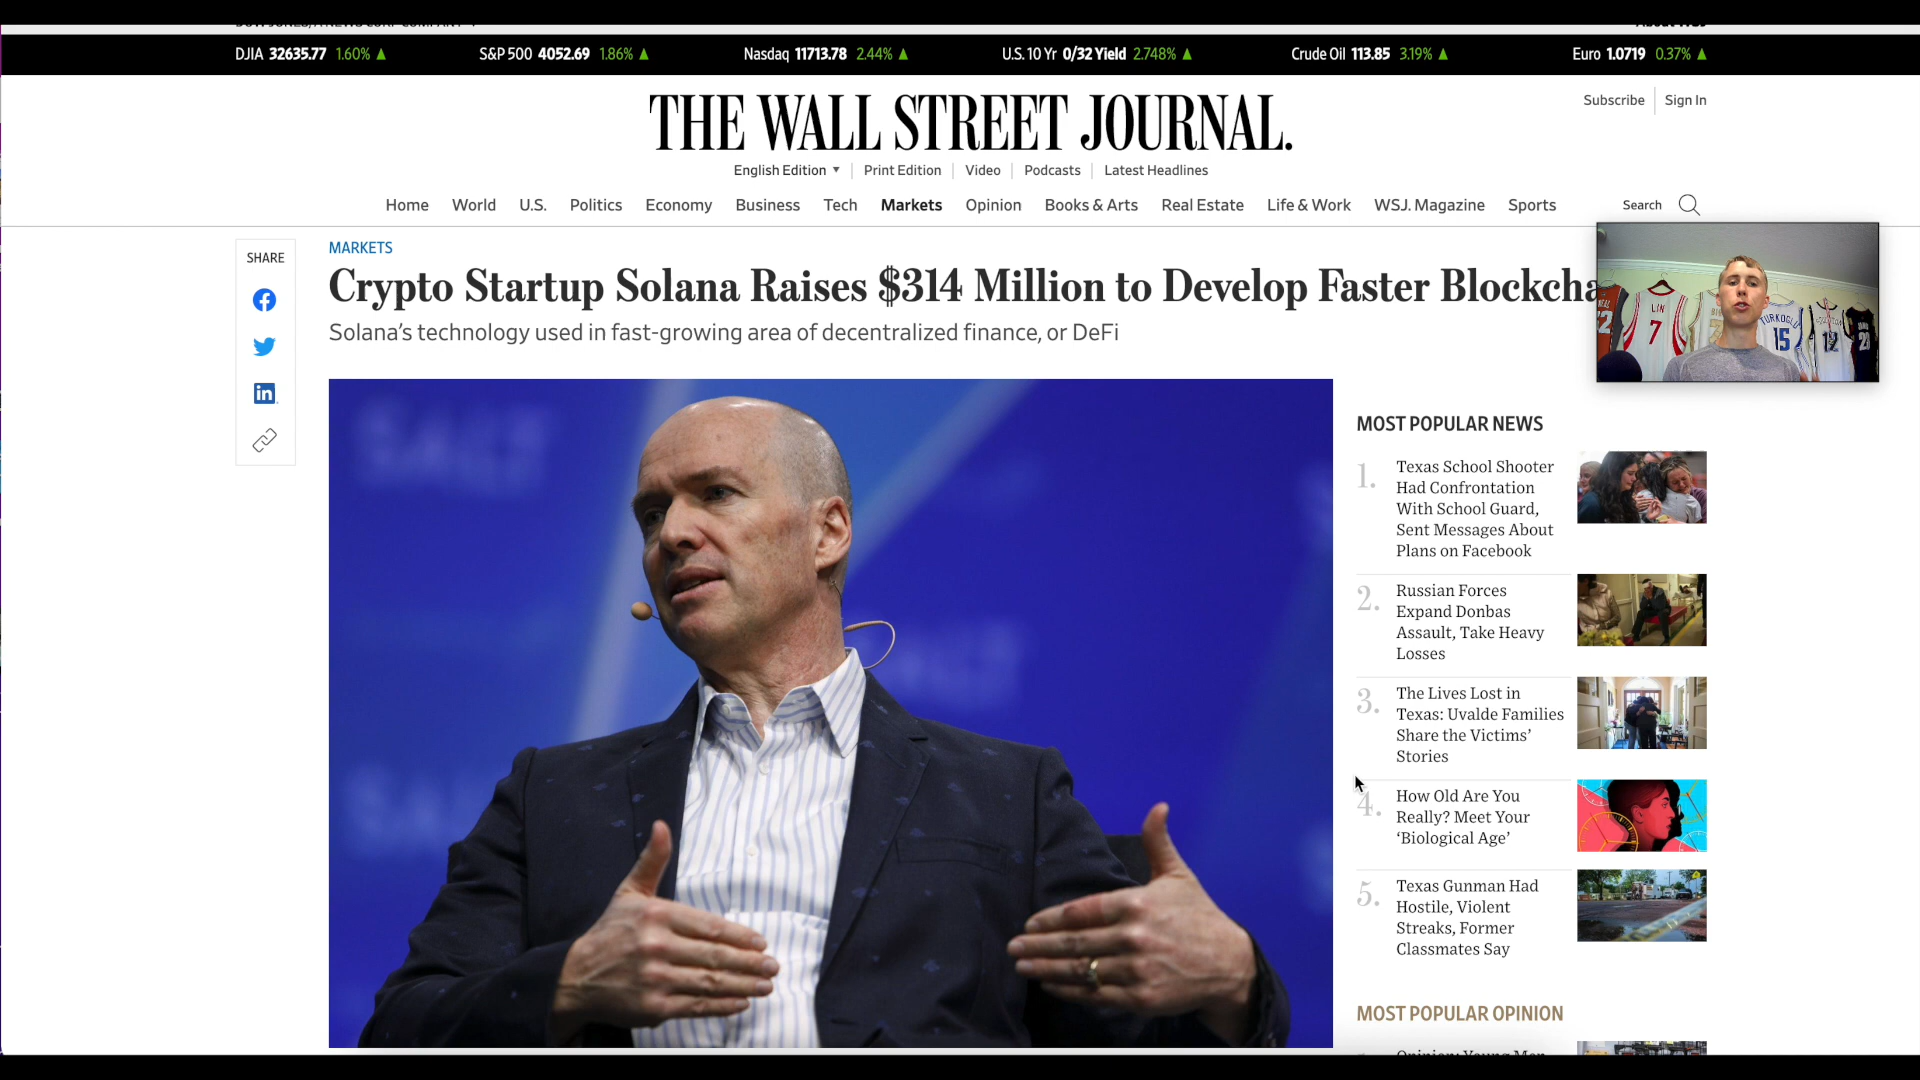 DJIA 32635.77 1.60% ▲ S&P 500 4052.69 1.86% ▲ Nasdaq 11713.78 2.44% ▲ U.S. 10 Yr 0/32 Yield 2.748% ▲ Crude Oil 113.85 3.19% ▲ Euro 1.0719 0.37% ▲
THE WALL STREET JOURNAL.
Subscribe Sign In
English Edition ▼ Print Edition Video Podcasts Latest Headlines
Home World U.S. Politics Economy Business Tech Markets Opinion Books & Arts Real Estate Life & Work WSJ. Magazine Sports Search
SHARE
MARKETS
Crypto Startup Solana Raises $314 Million to Develop Faster Blockcha
Solana's technology used in fast-growing area of decentralized finance, or DeFi
LIN
7
TURKOGLU
15
12
SALT
MOST POPULAR NEWS
1. Texas School Shooter
Had Confrontation
With School Guard,
Sent Messages About
Plans on Facebook
2. Russian Forces
Expand Donbas
Assault, Take Heavy
Losses
3. The Lives Lost in
Texas: Uvalde Families
Share the Victims'
Stories
4. How Old Are You
Really? Meet Your
'Biological Age'
5. Texas Gunman Had
Hostile, Violent
Streaks, Former
Classmates Say
MOST POPULAR OPINION